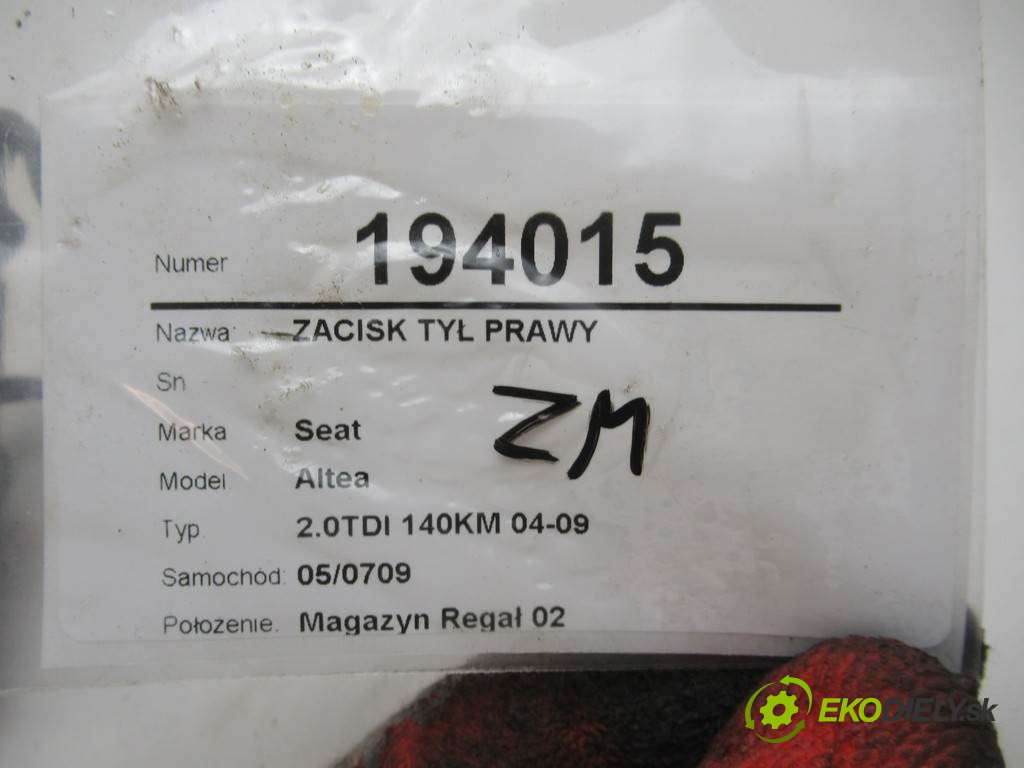 Numer 194015
Nazwa: ZACISK TYŁ PRAWY
Sn
Marka Seat
ZM
Model Altea
Typ 2.0TDI 140KM 04-09
Samochód: 05/0709
Położenie. Magazyn Regał 02
EKODIELY.sk